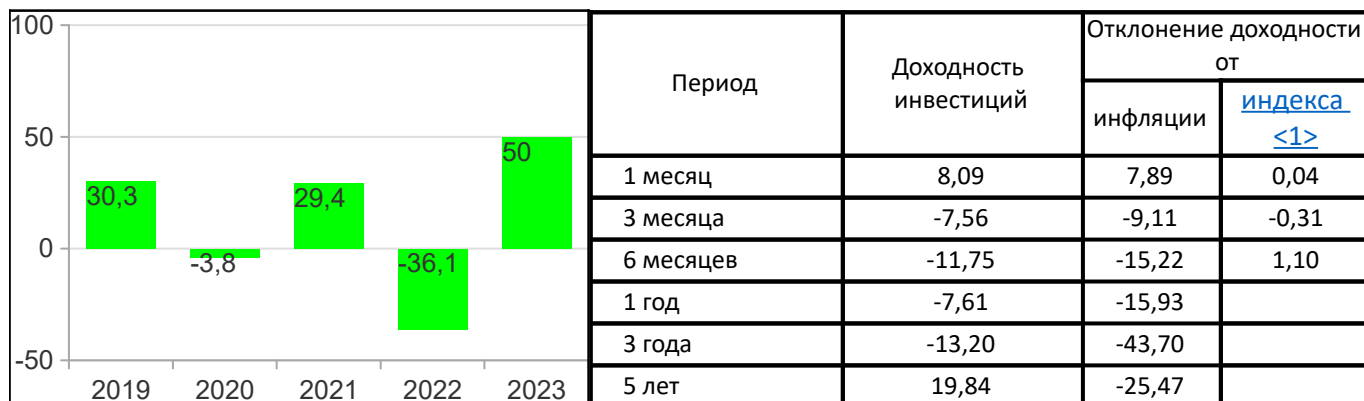 100
50
0
-50
30,3
-3,8
29,4
-36,1
50
2019 2020 2021 2022 2023
Период
Доходность
инвестиций
Отклонение доходности
от
инфляции
индекса
<1>
1 месяц 8,09 7,89 0,04
3 месяца -7,56 -9,11 -0,31
6 месяцев -11,75 -15,22 1,10
1 год -7,61 -15,93
3 года -13,20 -43,70
5 лет 19,84 -25,47